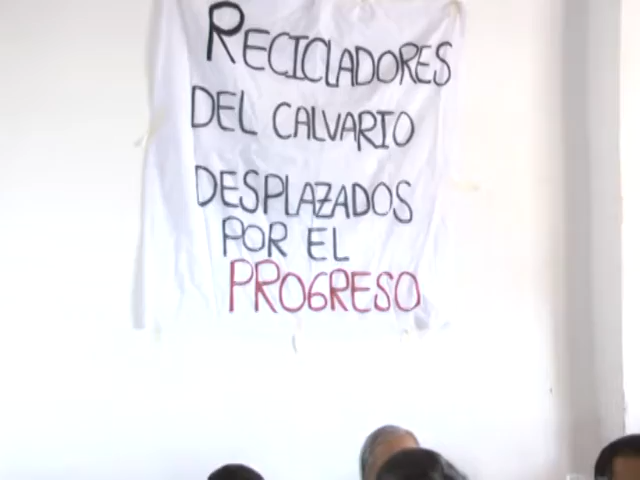 RECICLADORES
DEL CALVARIO
DESPLAZADOS
POR EL
PROGRESO